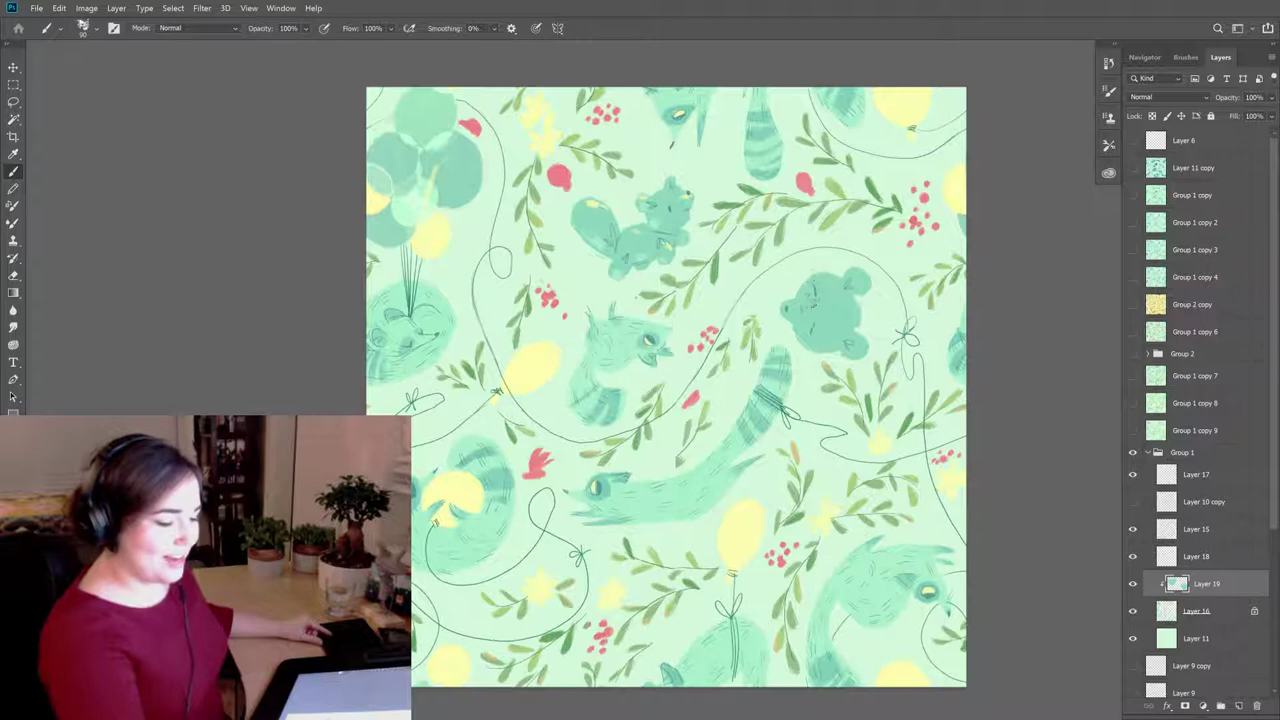 Ps File Edit Image Layer Type Select Filter 3D View Window Help
90 Mode: Normal Opacity: 100% Flow: 100% Smoothing: 0%
Navigator Brushes Layers
Kind
Normal Opacity: 100%
Lock: Fill: 100%
Layer 6
Layer 11 copy
Group 1 copy
Group 1 copy 2
Group 1 copy 3
Group 1 copy 4
Group 2 copy
Group 1 copy 6
Group 2
Group 1 copy 7
Group 1 copy 8
Group 1 copy 9
Group 1
Layer 17
Layer 10 copy
Layer 15
Layer 18
Layer 19
Layer 16
Layer 11
Layer 9 copy
Layer 9
fx